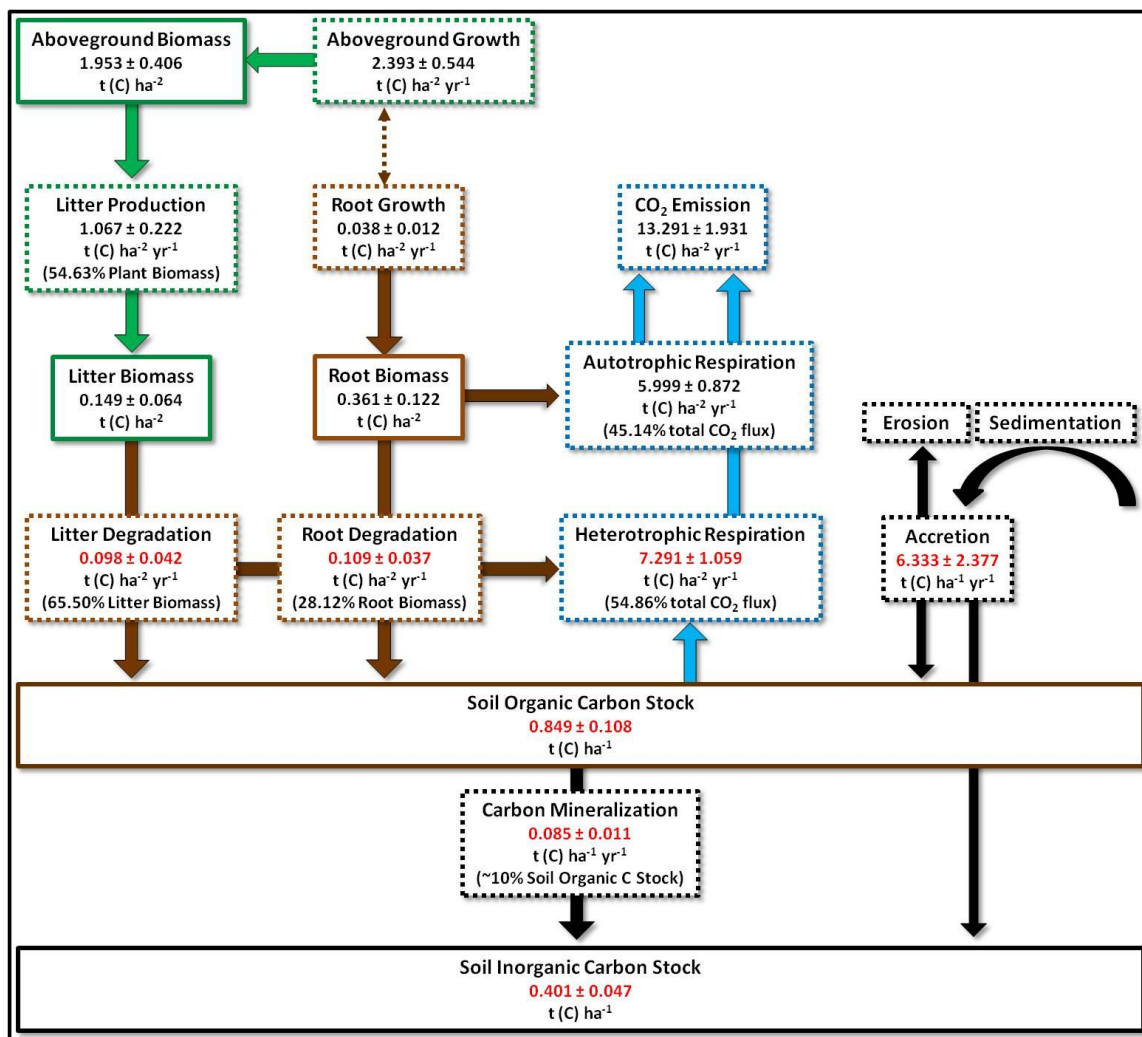 Aboveground Biomass
1.953 ± 0.406
t (C) ha⁻²
Aboveground Growth
2.393 ± 0.544
t (C) ha⁻² yr⁻¹
Litter Production
1.067 ± 0.222
t (C) ha⁻² yr⁻¹
(54.63% Plant Biomass)
Root Growth
0.038 ± 0.012
t (C) ha⁻² yr⁻¹
CO₂ Emission
13.291 ± 1.931
t (C) ha⁻² yr⁻¹
Litter Biomass
0.149 ± 0.064
t (C) ha⁻²
Root Biomass
0.361 ± 0.122
t (C) ha⁻²
Autotrophic Respiration
5.999 ± 0.872
t (C) ha⁻² yr⁻¹
(45.14% total CO₂ flux)
Erosion
Sedimentation
Litter Degradation
0.098 ± 0.042
t (C) ha⁻² yr⁻¹
(65.50% Litter Biomass)
Root Degradation
0.109 ± 0.037
t (C) ha⁻² yr⁻¹
(28.12% Root Biomass)
Heterotrophic Respiration
7.291 ± 1.059
t (C) ha⁻² yr⁻¹
(54.86% total CO₂ flux)
Accretion
6.333 ± 2.377
t (C) ha⁻¹ yr⁻¹
Soil Organic Carbon Stock
0.849 ± 0.108
t (C) ha⁻¹
Carbon Mineralization
0.085 ± 0.011
t (C) ha⁻¹ yr⁻¹
(~10% Soil Organic C Stock)
Soil Inorganic Carbon Stock
0.401 ± 0.047
t (C) ha⁻¹